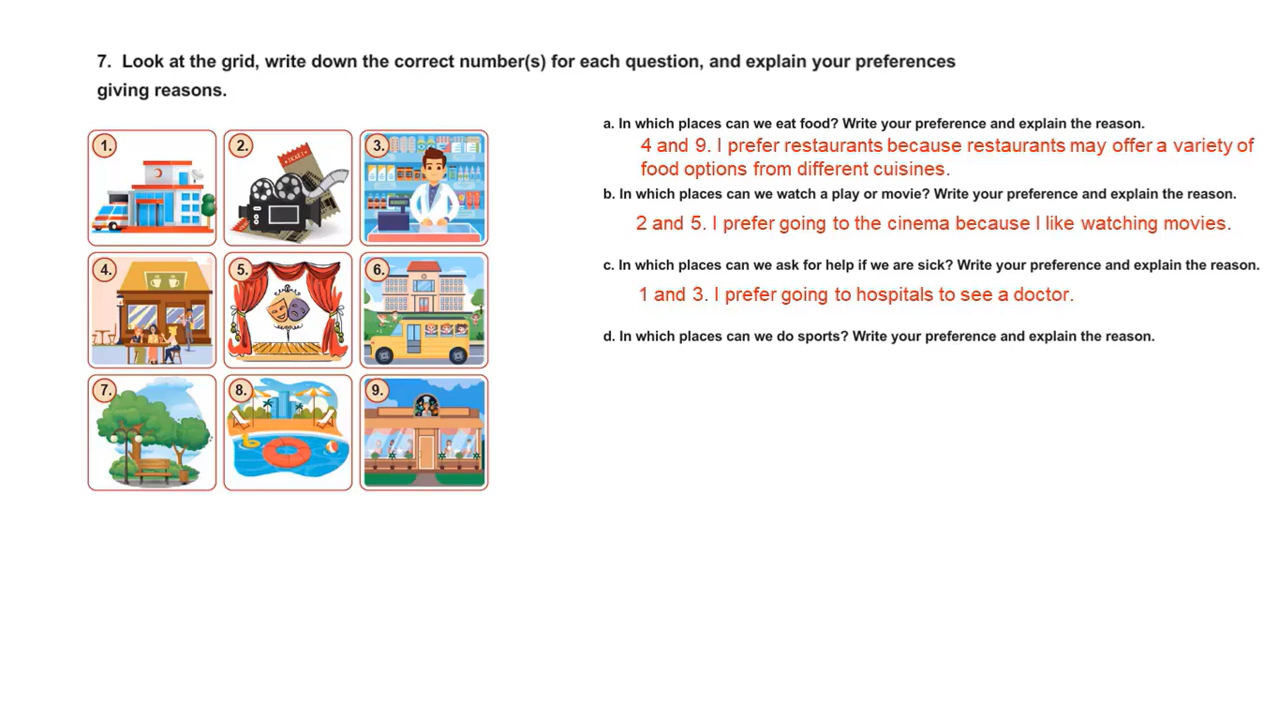 7. Look at the grid, write down the correct number(s) for each question, and explain your preferences
giving reasons.
1.
2.
3.
4.
5.
6.
7.
8.
9.
a. In which places can we eat food? Write your preference and explain the reason.
4 and 9. I prefer restaurants because restaurants may offer a variety of
food options from different cuisines.
b. In which places can we watch a play or movie? Write your preference and explain the reason.
2 and 5. I prefer going to the cinema because I like watching movies.
c. In which places can we ask for help if we are sick? Write your preference and explain the reason.
1 and 3. I prefer going to hospitals to see a doctor.
d. In which places can we do sports? Write your preference and explain the reason.